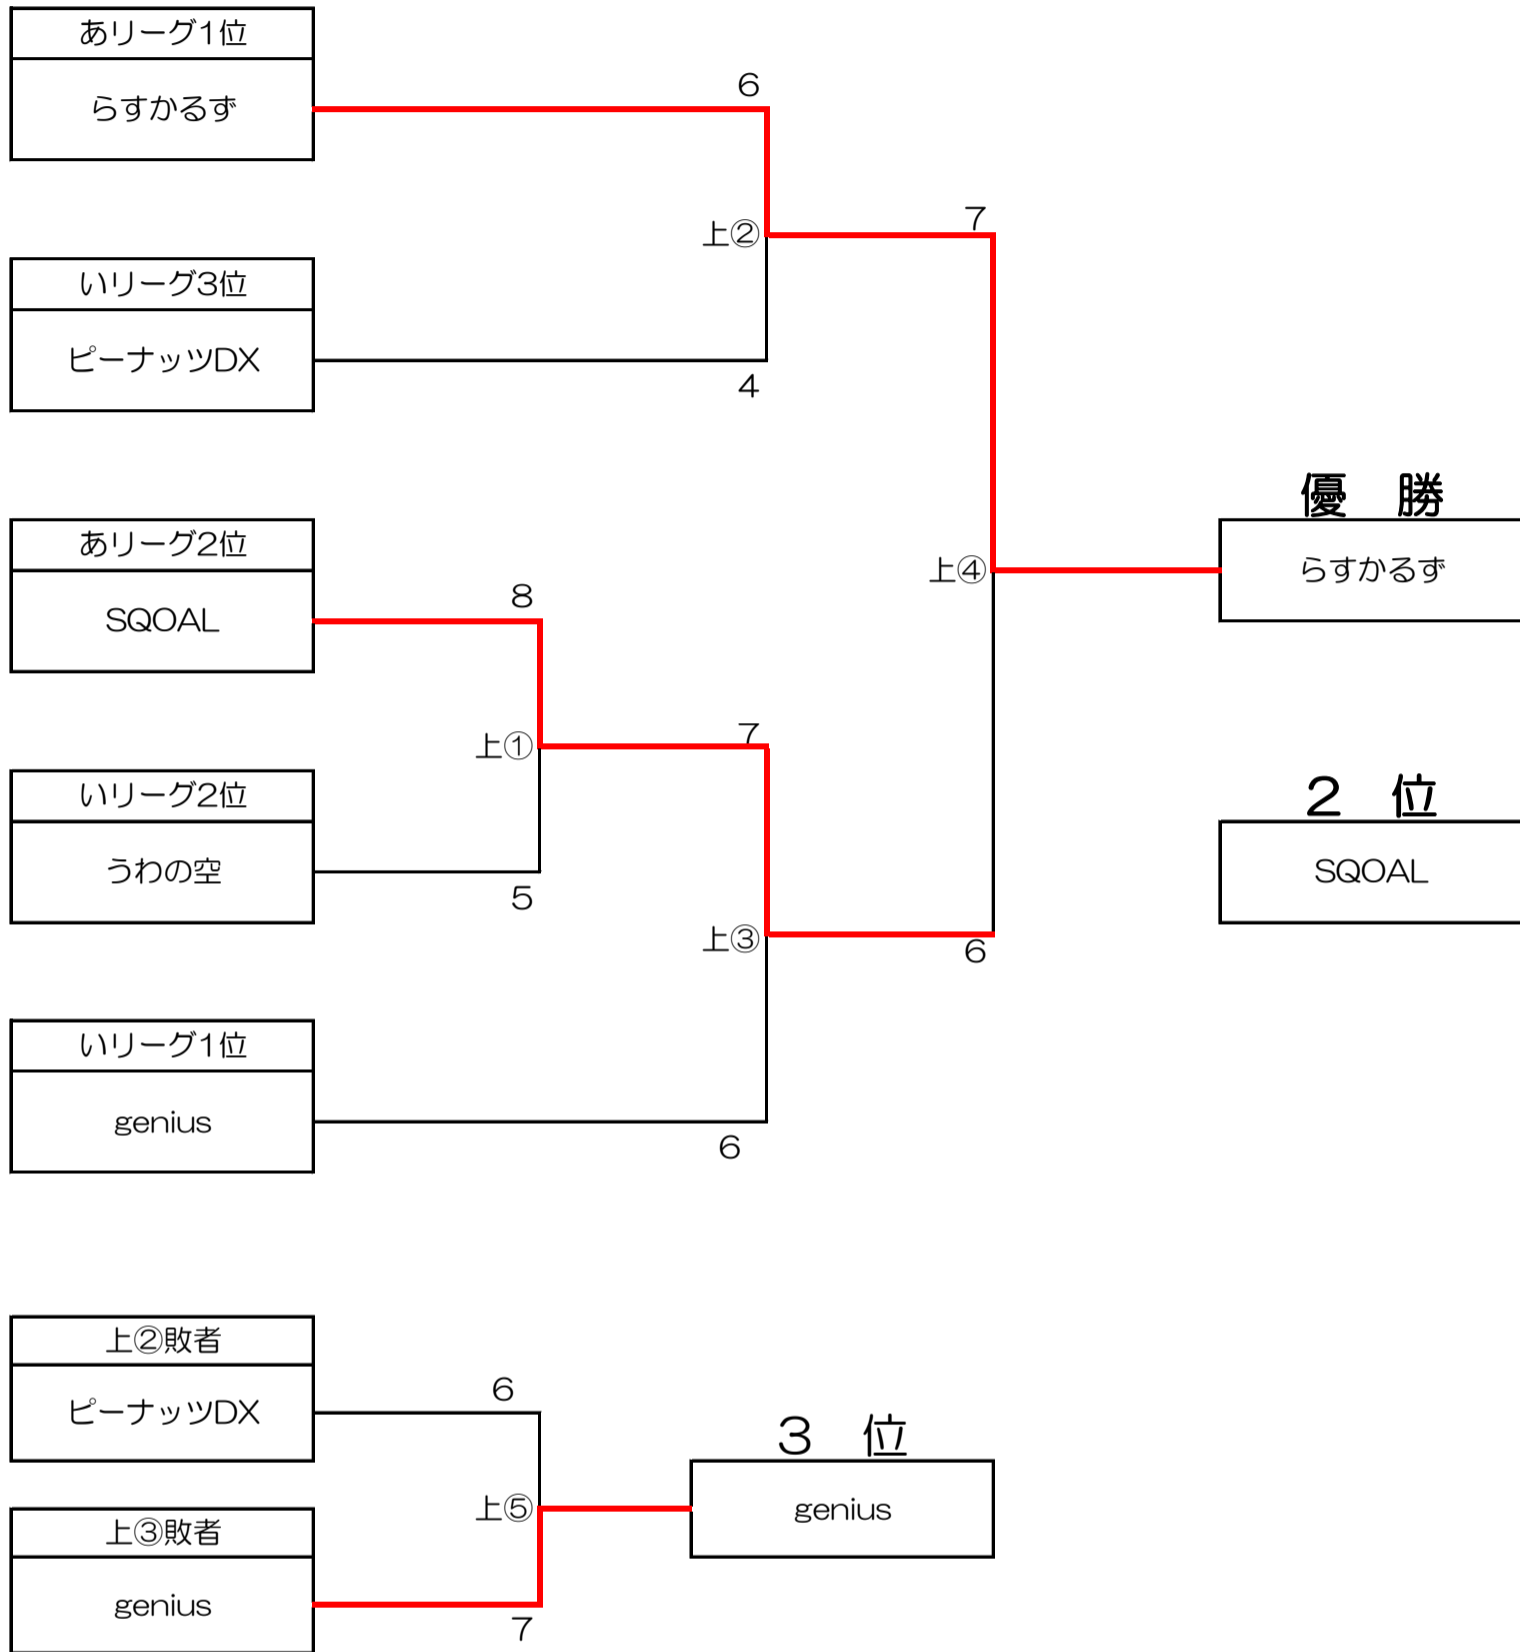 あリーグ1位
らすかるず
6
上②
7
いリーグ3位
ピーナッツDX
4
優　勝
らすかるず
上④
あリーグ2位
SQOAL
8
上①
7
いリーグ2位
うわの空
5
２　位
SQOAL
上③
6
いリーグ1位
genius
6
上②敗者
ピーナッツDX
6
３　位
genius
上⑤
上③敗者
genius
7